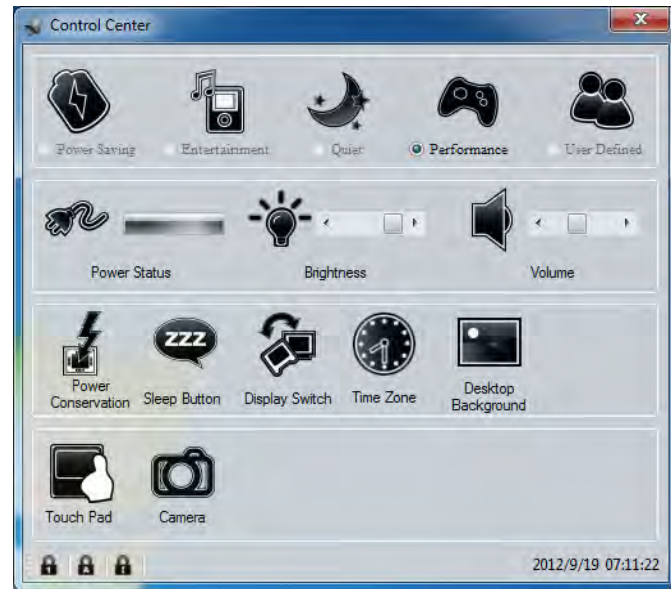 Control Center
Power Saving
Entertainment
Quiet
Performance
User Defined
Power Status
Brightness
Volume
zzz
Power
Conservation
Sleep Button
Display Switch
Time Zone
Desktop
Background
Touch Pad
Camera
2012/9/19 07:11:22